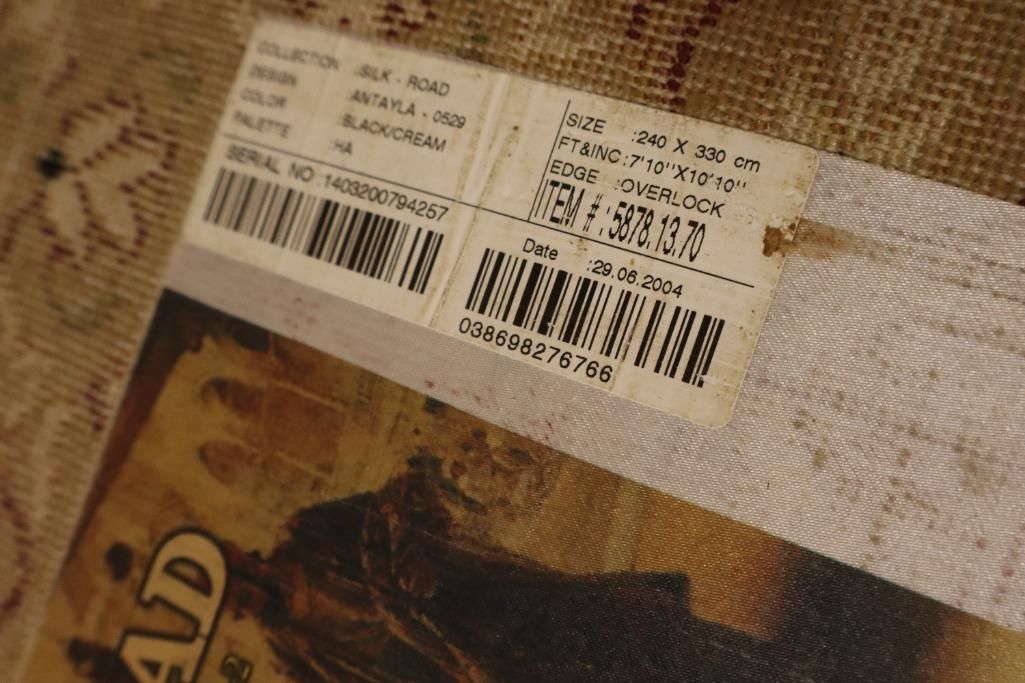 COLLECTION :SILK - ROAD
DESIGN :ANTAYLA - 0529
COLOR :BLACK/CREAM
PALETTE :HA
SERIAL NO :1403200794257
SIZE :240 X 330 cm
FT&INC:7'10''X10'10''
EDGE :OVERLOCK
ITEM #:5878.13.70
Date :29.06.2004
038698276766
AD
2